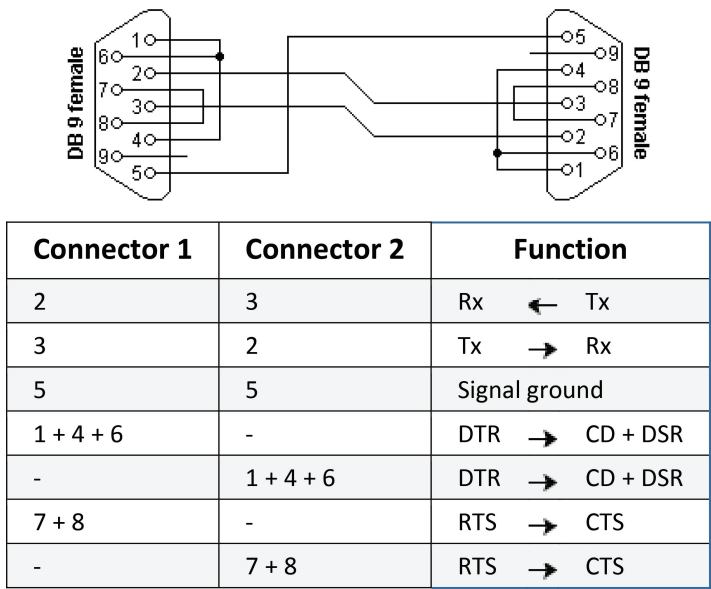 DB 9 female
1
6
2
7
3
8
4
9
5
5
9
4
8
3
7
2
6
1
DB 9 female
Connector 1 Connector 2 Function
2 3 Rx ← Tx
3 2 Tx → Rx
5 5 Signal ground
1 + 4 + 6 - DTR → CD + DSR
- 1 + 4 + 6 DTR → CD + DSR
7 + 8 - RTS → CTS
- 7 + 8 RTS → CTS